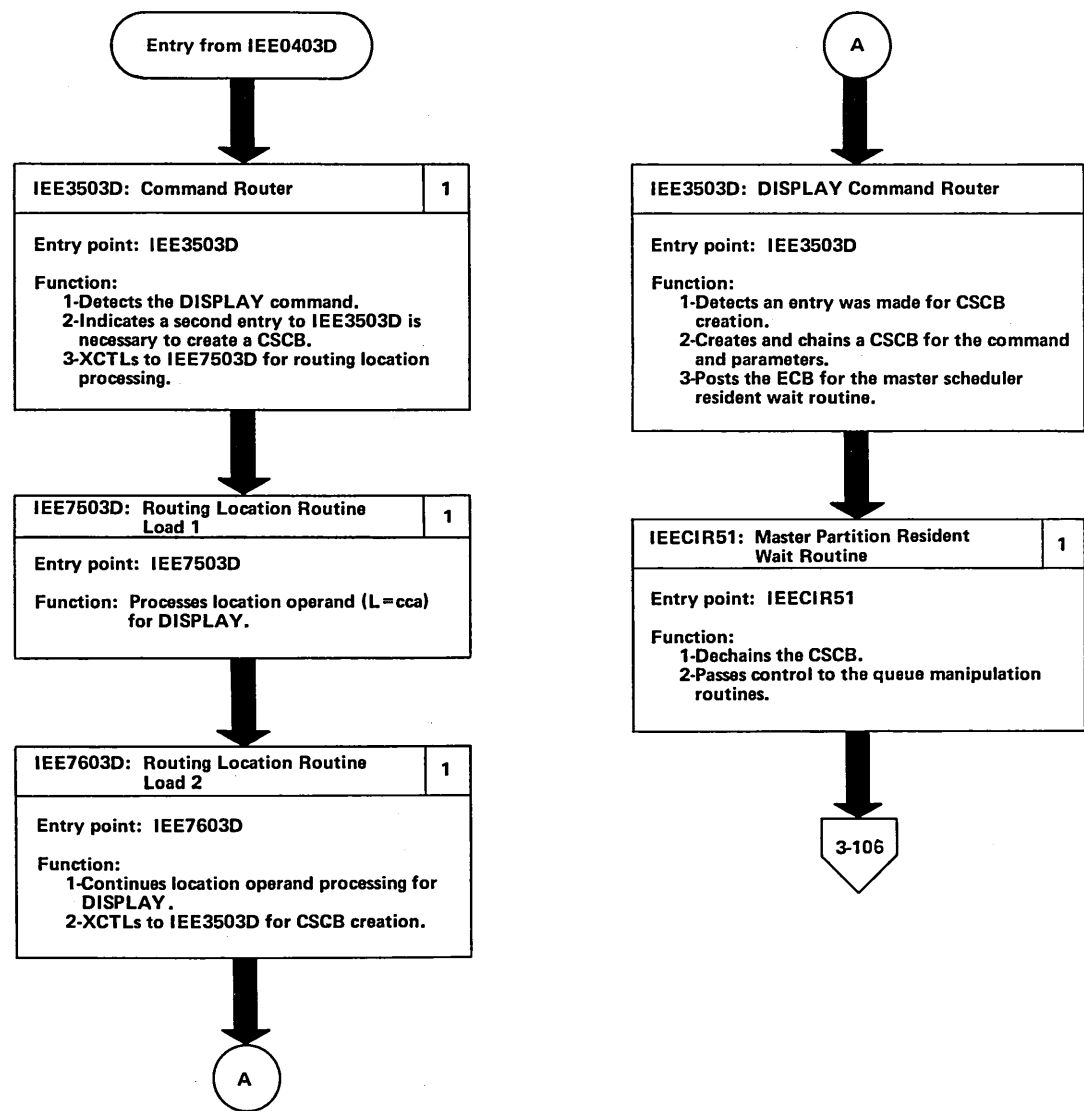 Entry from IEE0403D
IEE3503D: Command Router
1
Entry point: IEE3503D
Function:
1-Detects the DISPLAY command.
2-Indicates a second entry to IEE3503D is
necessary to create a CSCB.
3-XCTLs to IEE7503D for routing location
processing.
IEE7503D: Routing Location Routine
Load 1
1
Entry point: IEE7503D
Function: Processes location operand (L=cca)
for DISPLAY.
IEE7603D: Routing Location Routine
Load 2
1
Entry point: IEE7603D
Function:
1-Continues location operand processing for
DISPLAY.
2-XCTLs to IEE3503D for CSCB creation.
A
A
IEE3503D: DISPLAY Command Router
Entry point: IEE3503D
Function:
1-Detects an entry was made for CSCB
creation.
2-Creates and chains a CSCB for the command
and parameters.
3-Posts the ECB for the master scheduler
resident wait routine.
IEECIR51: Master Partition Resident
Wait Routine
1
Entry point: IEECIR51
Function:
1-Dechains the CSCB.
2-Passes control to the queue manipulation
routines.
3-106